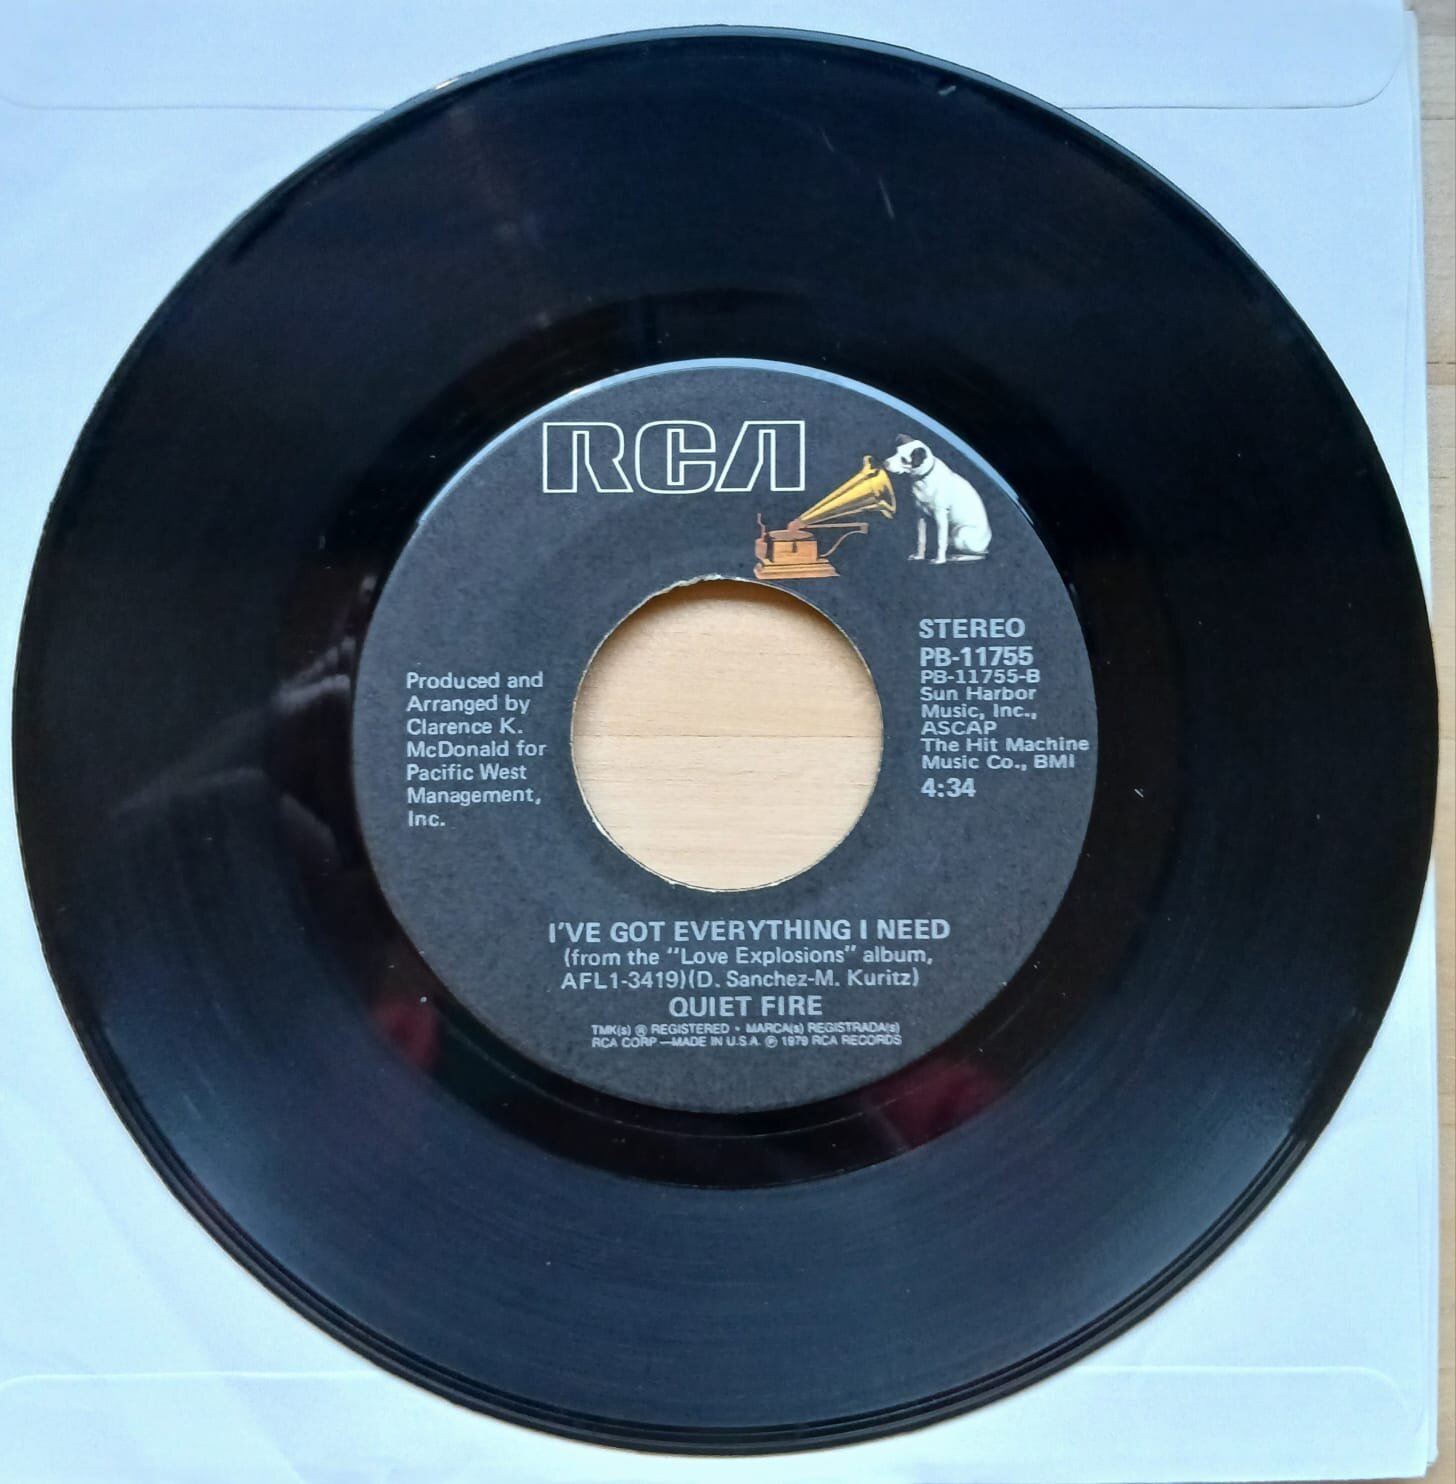 RCA
STEREO
PB-11755
PB-11755-B
Sun Harbor
Music, Inc.,
ASCAP
The Hit Machine
Music Co., BMI
4:34
Produced and
Arranged by
Clarence K.
McDonald for
Pacific West
Management,
Inc.
I'VE GOT EVERYTHING I NEED
(from the "Love Explosions" album,
AFL1-3419)(D. Sanchez-M. Kuritz)
QUIET FIRE
TMK(s) ® REGISTERED • MARCA(s) REGISTRADA(s)
RCA CORP—MADE IN U.S.A. ℗ 1979 RCA RECORDS